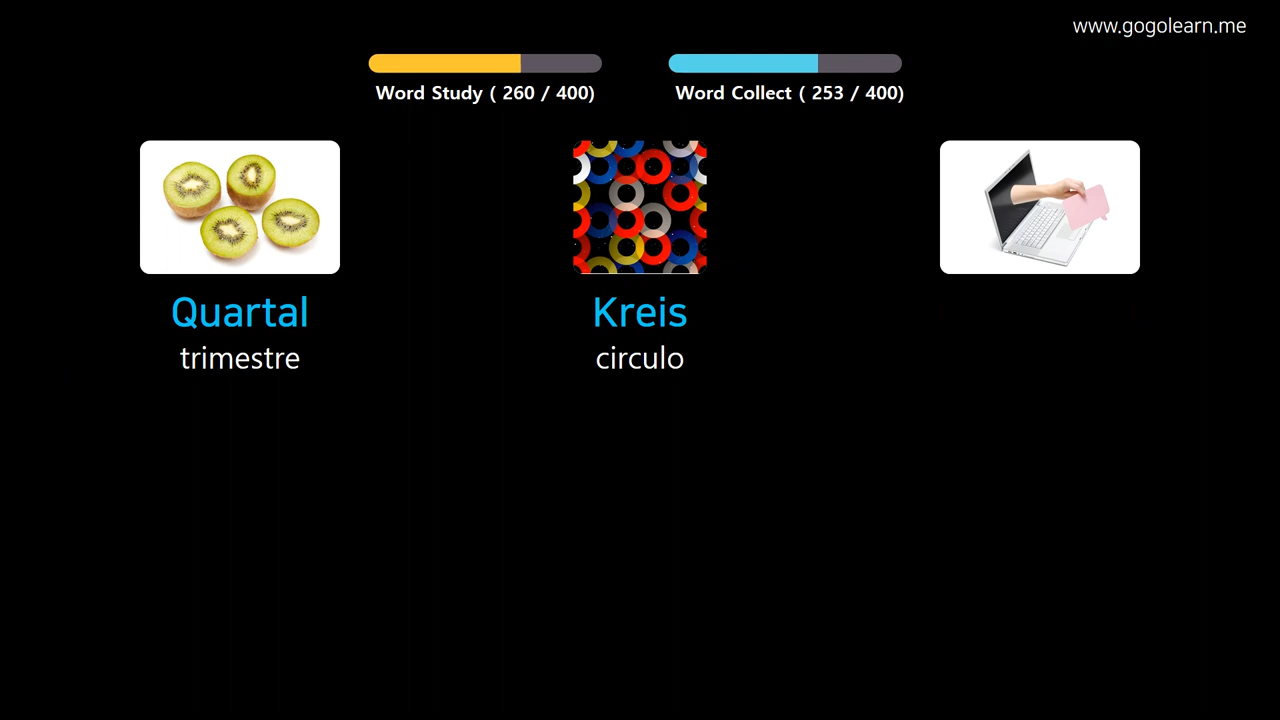 www.gogolearn.me
Word Study ( 260 / 400)
Word Collect ( 253 / 400)
Quartal
trimestre
Kreis
circulo